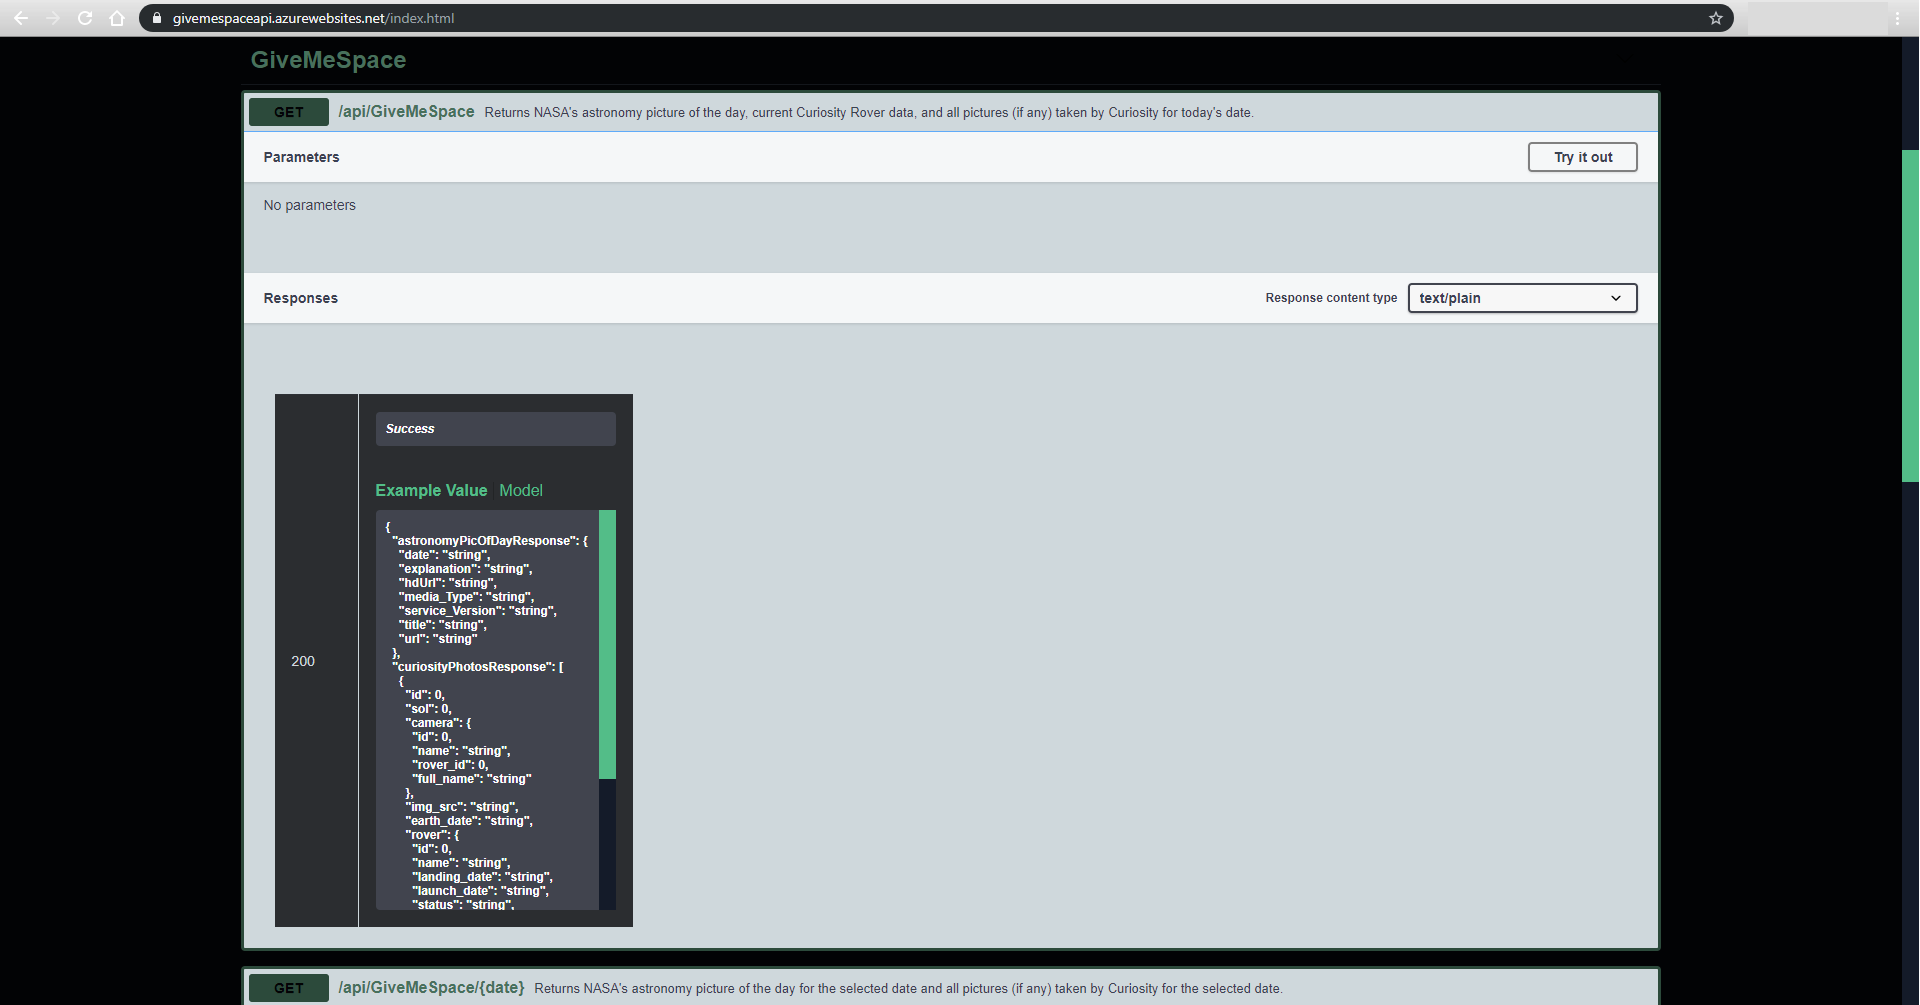 givemespaceapi.azurewebsites.net/index.html
GiveMeSpace
GET /api/GiveMeSpace Returns NASA's astronomy picture of the day, current Curiosity Rover data, and all pictures (if any) taken by Curiosity for today's date.
Parameters Try it out
No parameters
Responses Response content type text/plain
Success
Example Value Model
{
"astronomyPicOfDayResponse": {
"date": "string",
"explanation": "string",
"hdUrl": "string",
"media_Type": "string",
"service_Version": "string",
"title": "string",
"url": "string"
},
"curiosityPhotosResponse": [
200
{
"id": 0,
"sol": 0,
"camera": {
"id": 0,
"name": "string",
"rover_id": 0,
"full_name": "string"
},
"img_src": "string",
"earth_date": "string",
"rover": {
"id": 0,
"name": "string",
"landing_date": "string",
"launch_date": "string",
"status": "string",
GET /api/GiveMeSpace/{date} Returns NASA's astronomy picture of the day for the selected date and all pictures (if any) taken by Curiosity for the selected date.